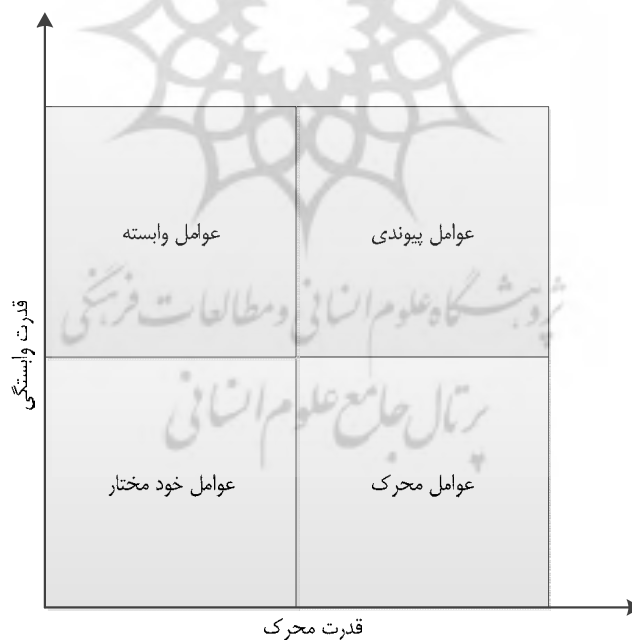 عوامل پیوندی
عوامل وابسته
پژوهشگاه علوم انسانی و مطالعات فرهنگی
قدرت وابستگی
پرتال جامع علوم انسانی
عوامل محرک
عوامل خود مختار
قدرت محرک